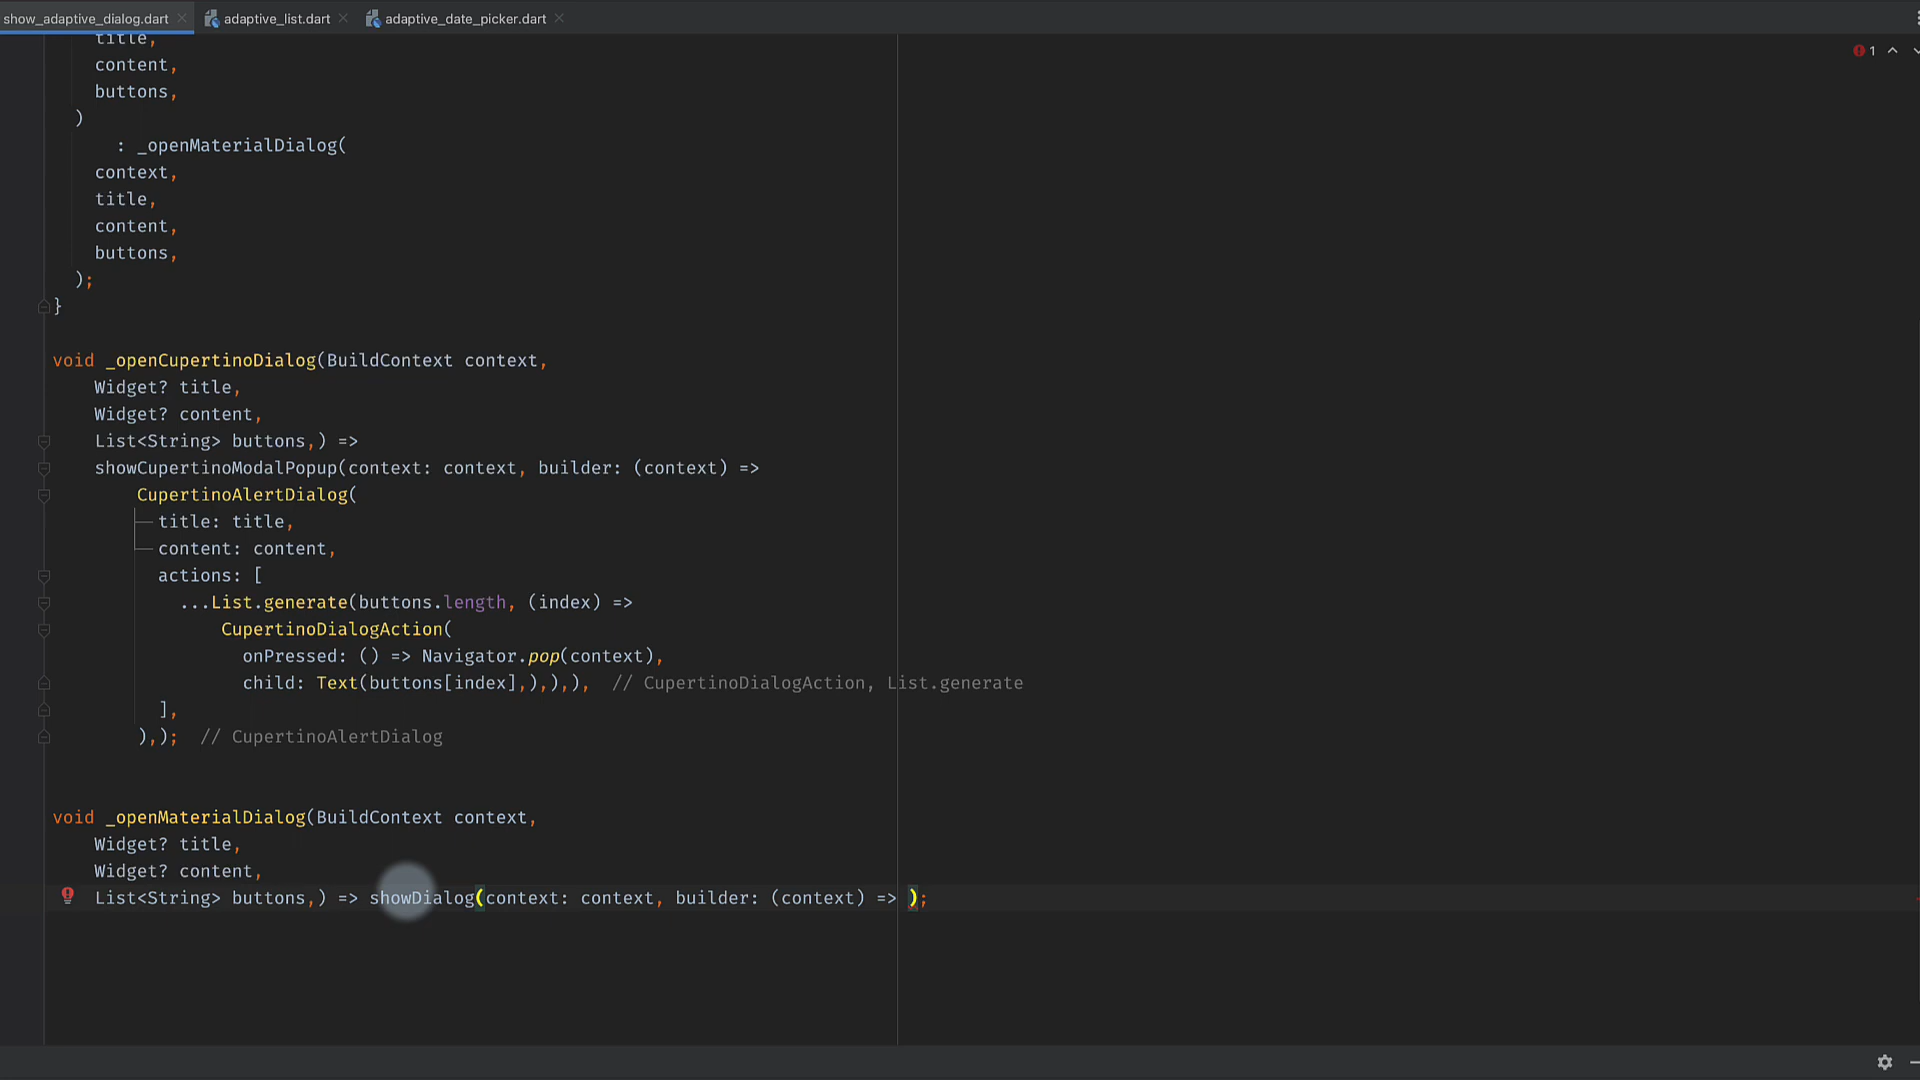 show_adaptive_dialog.dart adaptive_list.dart adaptive_date_picker.dart
title,
1
content,
buttons,
)
: _openMaterialDialog(
context,
title,
content,
buttons,
);
}
void _openCupertinoDialog(BuildContext context,
Widget? title,
Widget? content,
List<String> buttons,) =>
showCupertinoModalPopup(context: context, builder: (context) =>
CupertinoAlertDialog(
title: title,
content: content,
actions: [
...List.generate(buttons.length, (index) =>
CupertinoDialogAction(
onPressed: () => Navigator.pop(context),
child: Text(buttons[index],),),), // CupertinoDialogAction, List.generate
],
),); // CupertinoAlertDialog
void _openMaterialDialog(BuildContext context,
Widget? title,
Widget? content,
List<String> buttons,) => showDialog(context: context, builder: (context) => );